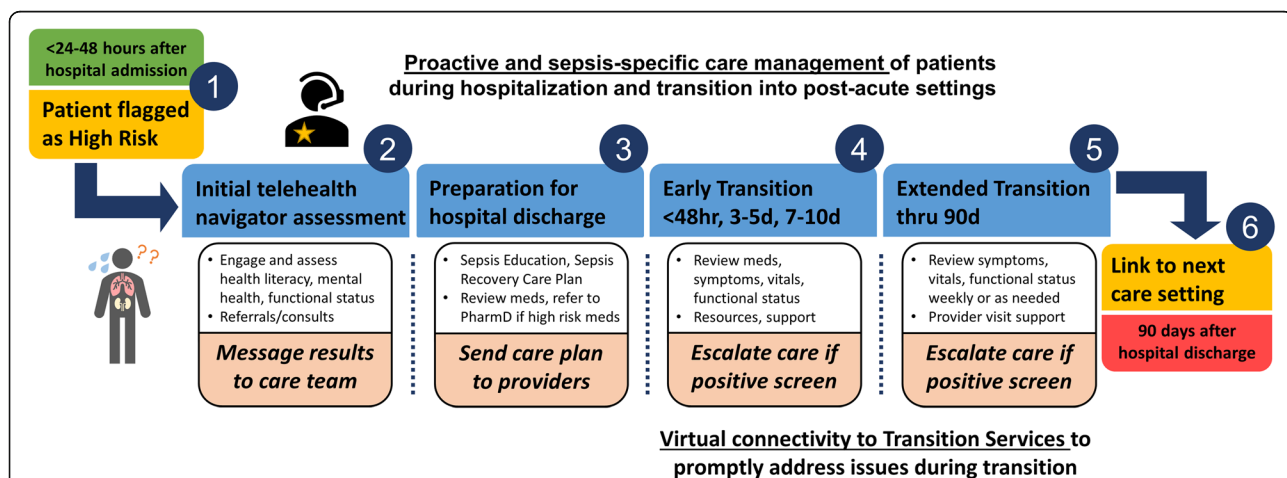 <24-48 hours after
hospital admission
1
Patient flagged
as High Risk
Proactive and sepsis-specific care management of patients
during hospitalization and transition into post-acute settings
2
Initial telehealth
navigator assessment
• Engage and assess
health literacy, mental
health, functional status
• Referrals/consults
Message results
to care team
3
Preparation for
hospital discharge
• Sepsis Education, Sepsis
Recovery Care Plan
• Review meds, refer to
PharmD if high risk meds
Send care plan
to providers
4
Early Transition
<48hr, 3-5d, 7-10d
• Review meds,
symptoms, vitals,
functional status
• Resources, support
Escalate care if
positive screen
5
Extended Transition
thru 90d
• Review symptoms,
vitals, functional status
weekly or as needed
• Provider visit support
Escalate care if
positive screen
6
Link to next
care setting
90 days after
hospital discharge
??
Virtual connectivity to Transition Services to
promptly address issues during transition